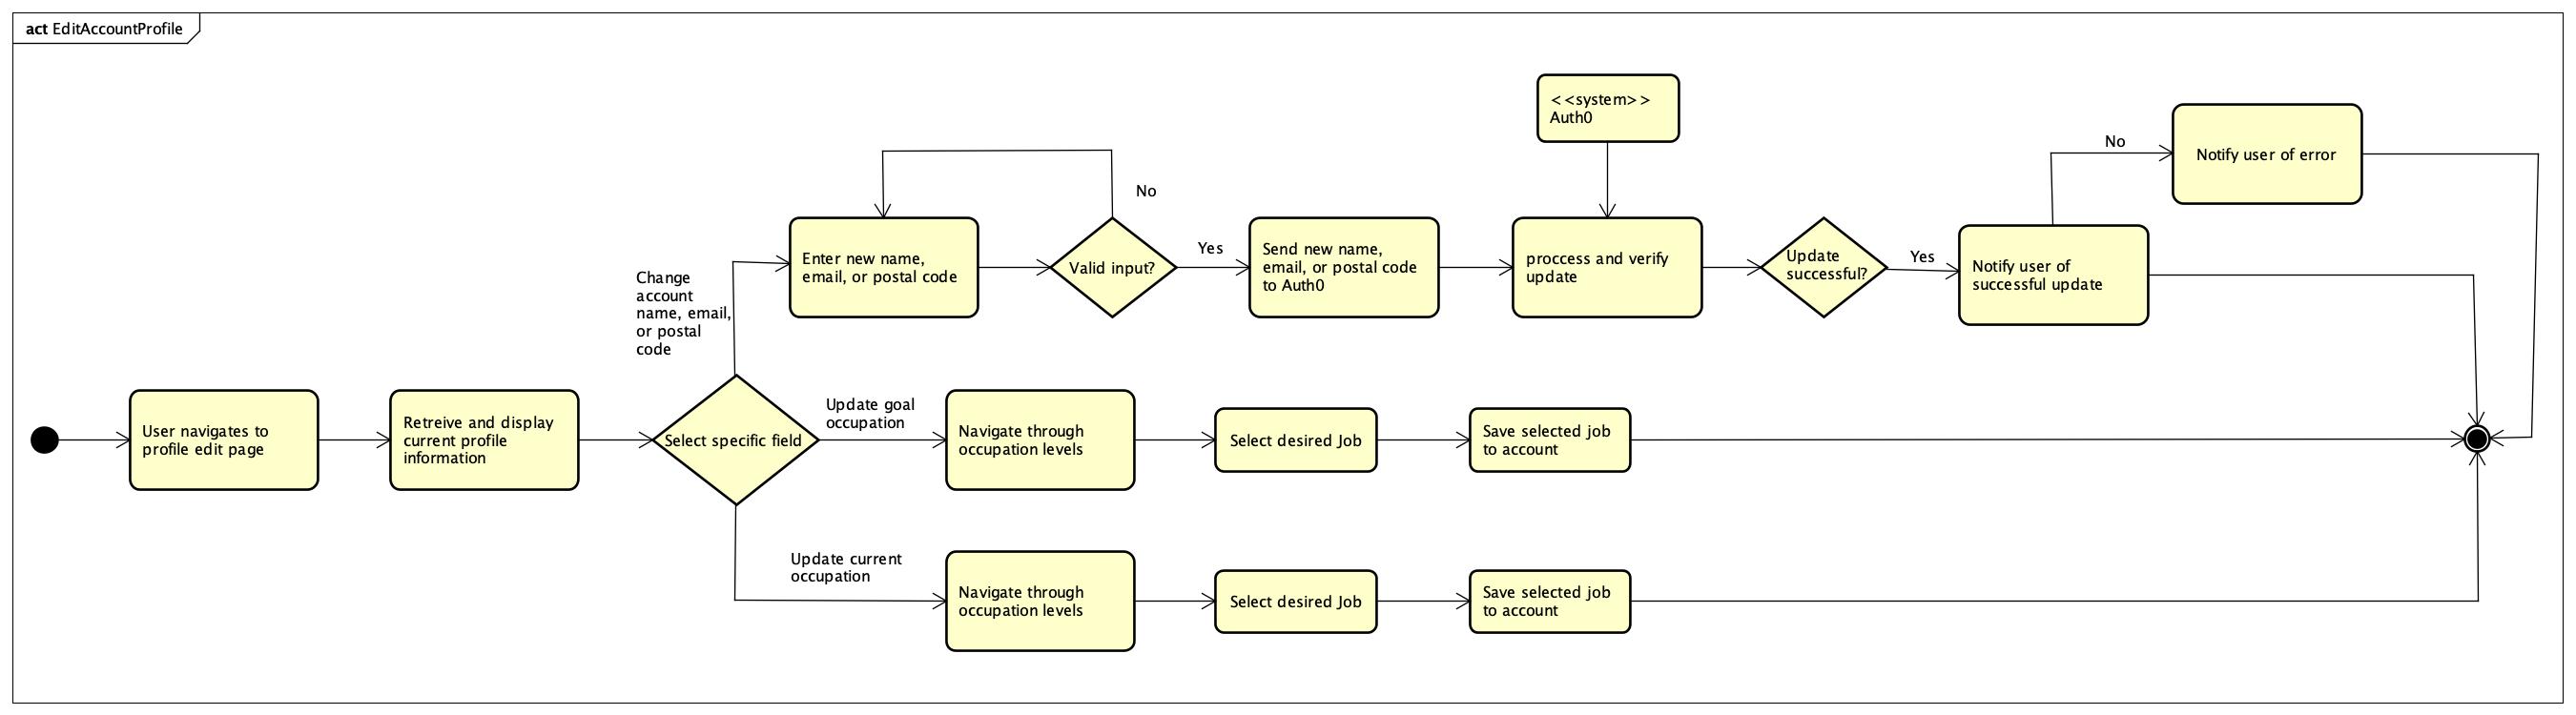 act EditAccountProfile
<<system>>
Auth0
No
Notify user of error
No
Change
account
name, email,
or postal
code
Enter new name,
email, or postal code
Valid input?
Yes
Send new name,
email, or postal code
to Auth0
proccess and verify
update
Update
successful?
Yes
Notify user of
successful update
User navigates to
profile edit page
Retreive and display
current profile
information
Select specific field
Update goal
occupation
Navigate through
occupation levels
Select desired Job
Save selected job
to account
Update current
occupation
Navigate through
occupation levels
Select desired Job
Save selected job
to account